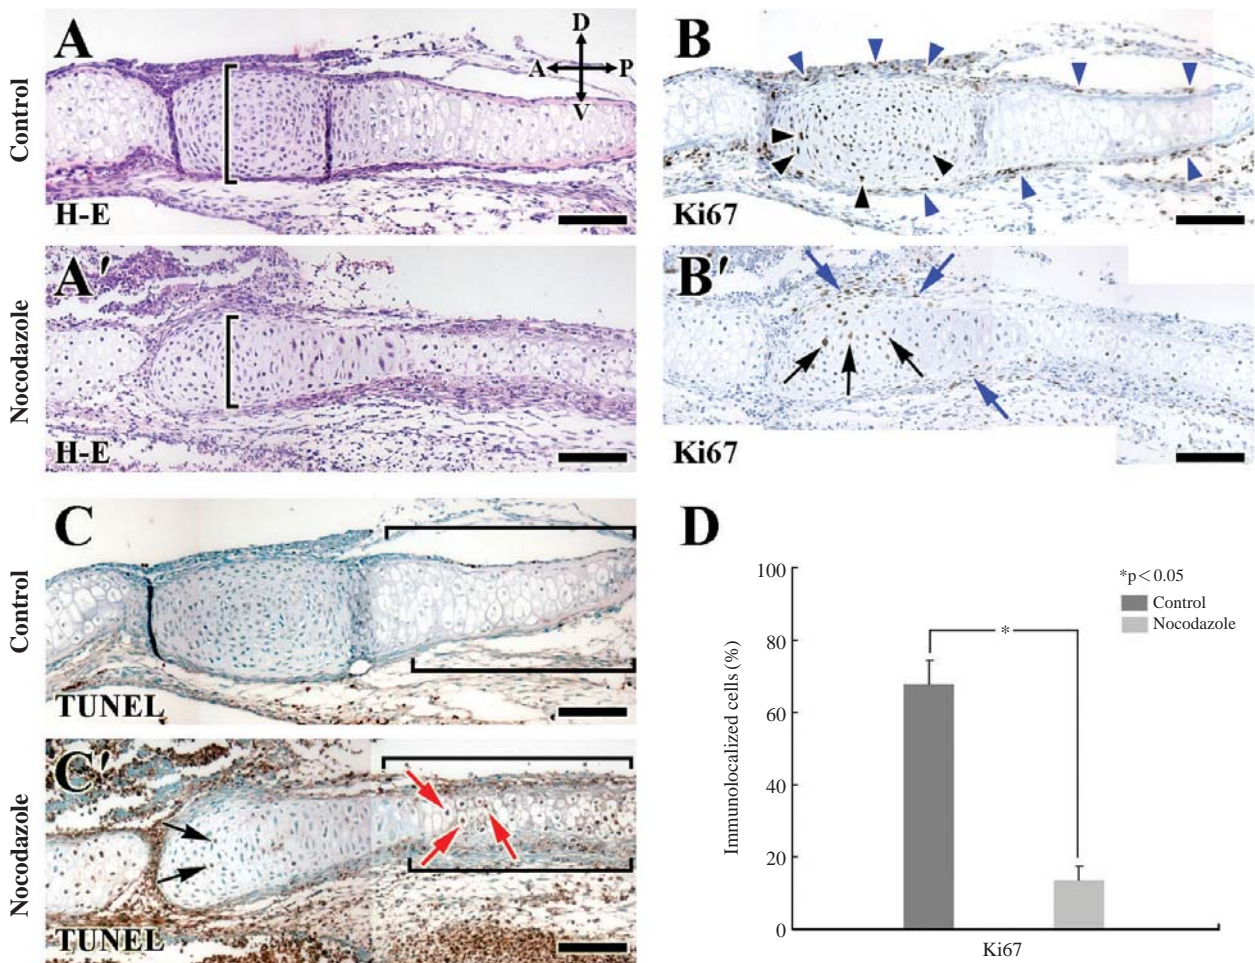 Control
A
D
A P
V
H-E
B
Ki67
Nocodazole
A′
H-E
B′
Ki67
Control
C
TUNEL
Nocodazole
C′
TUNEL
D
*p<0.05
Control
Nocodazole
*
Immunolocalized cells (%)
100
80
60
40
20
0
Ki67